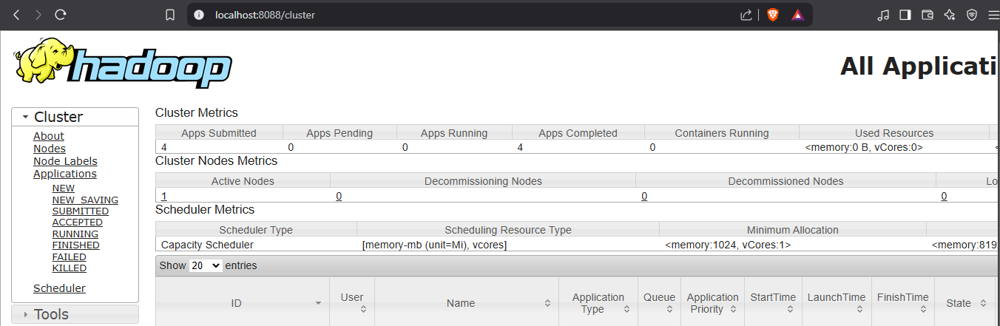 localhost:8088/cluster
hadoop
All Applicati
Cluster
About
Nodes
Node Labels
Applications
NEW
NEW_SAVING
SUBMITTED
ACCEPTED
RUNNING
FINISHED
FAILED
KILLED
Scheduler
Tools
Cluster Metrics
Apps Submitted Apps Pending Apps Running Apps Completed Containers Running Used Resources
4 0 0 4 0 <memory:0 B, vCores:0> <
Cluster Nodes Metrics
Active Nodes Decommissioning Nodes Decommissioned Nodes Lo
1 0 0 0
Scheduler Metrics
Scheduler Type Scheduling Resource Type Minimum Allocation
Capacity Scheduler [memory-mb (unit=Mi), vcores] <memory:1024, vCores:1> <memory:819
Show 20 entries
ID User Name Application Type Queue Application Priority StartTime LaunchTime FinishTime State